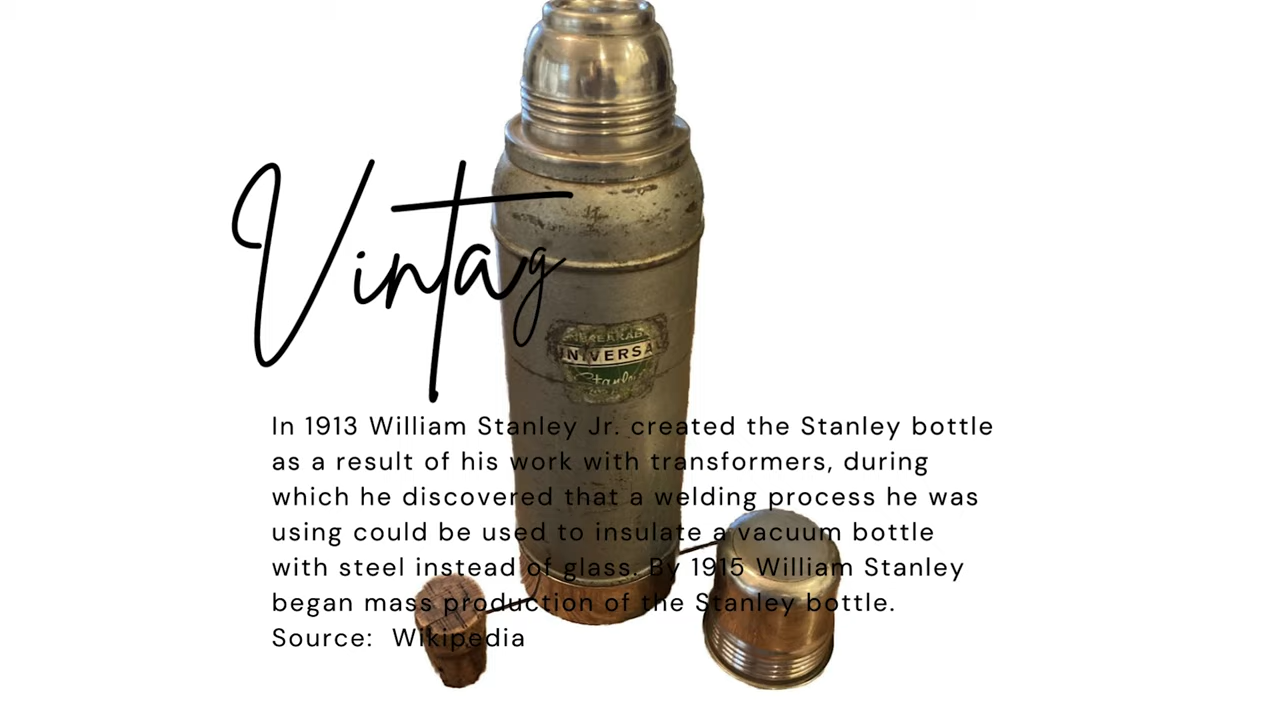 Vintag
UNIVERSAL
Stanley
In 1913 William Stanley Jr. created the Stanley bottle
as a result of his work with transformers, during
which he discovered that a welding process he was
using could be used to insulate a vacuum bottle
with steel instead of glass. By 1915 William Stanley
began mass production of the Stanley bottle.
Source: Wikipedia